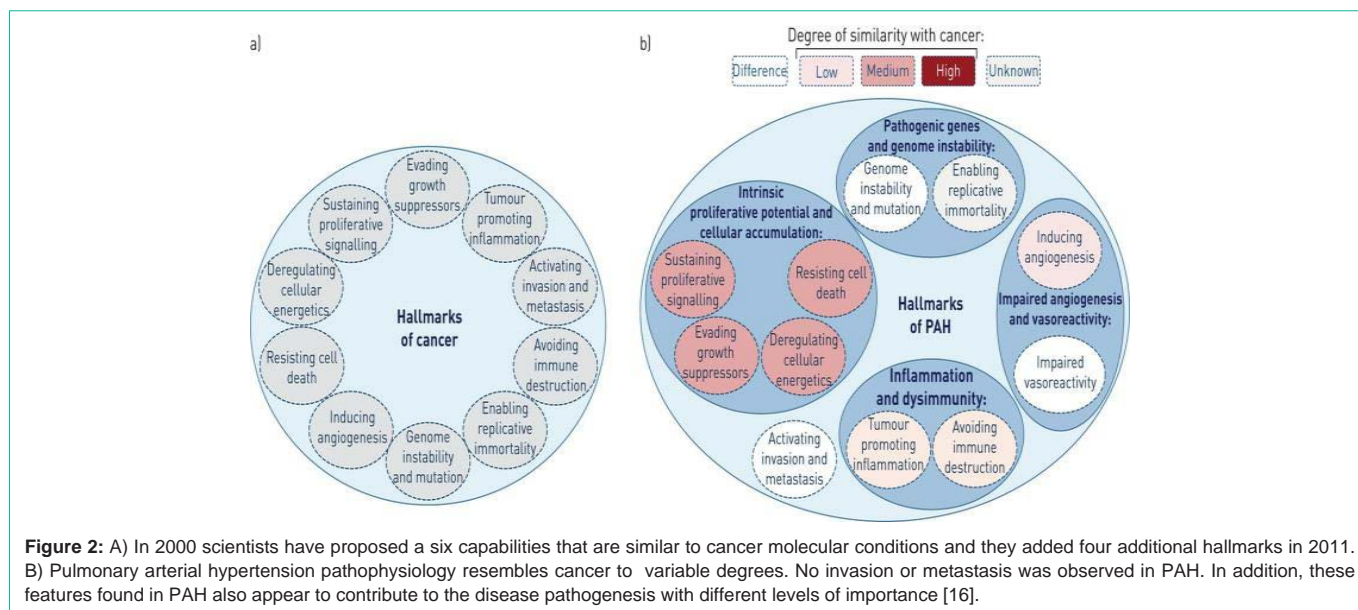 a)
Evading
growth
suppressors
Tumour
promoting
inflammation
Activating
invasion and
metastasis
Avoiding
immune
destruction
Enabling
replicative
immortality
Genome
instability
and mutation
Inducing
angiogenesis
Resisting cell
death
Deregulating
cellular
energetics
Sustaining
proliferative
signalling
Hallmarks
of cancer
b)
Degree of similarity with cancer:
Difference
Low
Medium
High
Unknown
Pathogenic genes
and genome instability:
Genome
instability
and mutation
Enabling
replicative
immortality
Intrinsic
proliferative potential and
cellular accumulation:
Sustaining
proliferative
signalling
Resisting cell
death
Evading
growth
suppressors
Deregulating
cellular
energetics
Hallmarks
of PAH
Inducing
angiogenesis
Impaired angiogenesis
and vasoreactivity:
Impaired
vasoreactivity
Inflammation
and dysimmunity:
Tumour
promoting
inflammation
Avoiding
immune
destruction
Activating
invasion and
metastasis
Figure 2: A) In 2000 scientists have proposed a six capabilities that are similar to cancer molecular conditions and they added four additional hallmarks in 2011.
B) Pulmonary arterial hypertension pathophysiology resembles cancer to variable degrees. No invasion or metastasis was observed in PAH. In addition, these
features found in PAH also appear to contribute to the disease pathogenesis with different levels of importance [16].